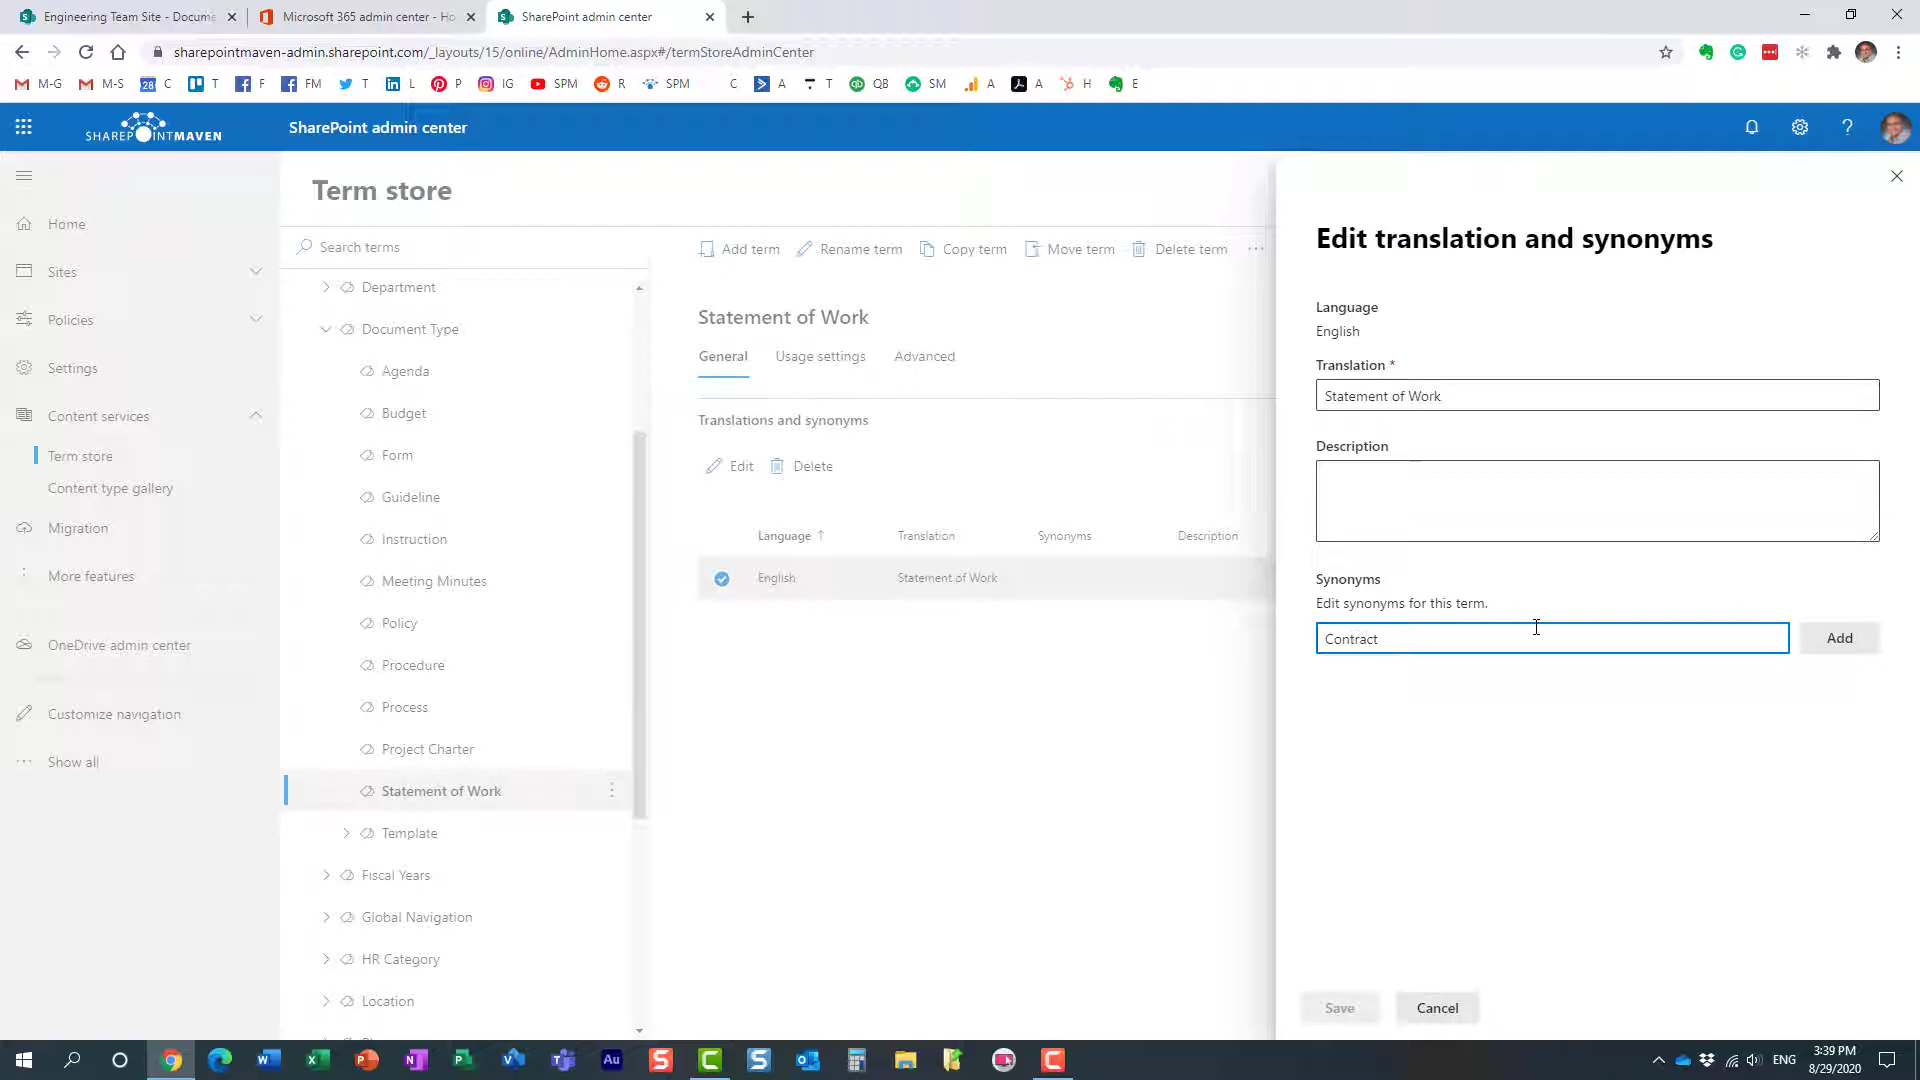 Engineering Team Site - Docume
Microsoft 365 admin center - Ho
SharePoint admin center
sharepointmaven-admin.sharepoint.com/_layouts/15/online/AdminHome.aspx#/termStoreAdminCenter
M-G M-S 28 C T F FM T L P IG SPM R SPM C A T QB SM A A H E
SHAREPOINTMAVEN
SharePoint admin center
Home
Sites
Policies
Settings
Content services
Term store
Content type gallery
Migration
More features
OneDrive admin center
Customize navigation
Show all
Term store
Search terms
Department
Document Type
Agenda
Budget
Form
Guideline
Instruction
Meeting Minutes
Policy
Procedure
Process
Project Charter
Statement of Work
Template
Fiscal Years
Global Navigation
HR Category
Location
Add term Rename term Copy term Move term Delete term
Statement of Work
General Usage settings Advanced
Translations and synonyms
Edit Delete
Language Translation Synonyms Description
English Statement of Work
Edit translation and synonyms
Language
English
Translation *
Statement of Work
Description
Synonyms
Edit synonyms for this term.
Contract
Add
Save Cancel
Au
ENG
3:39 PM
8/29/2020